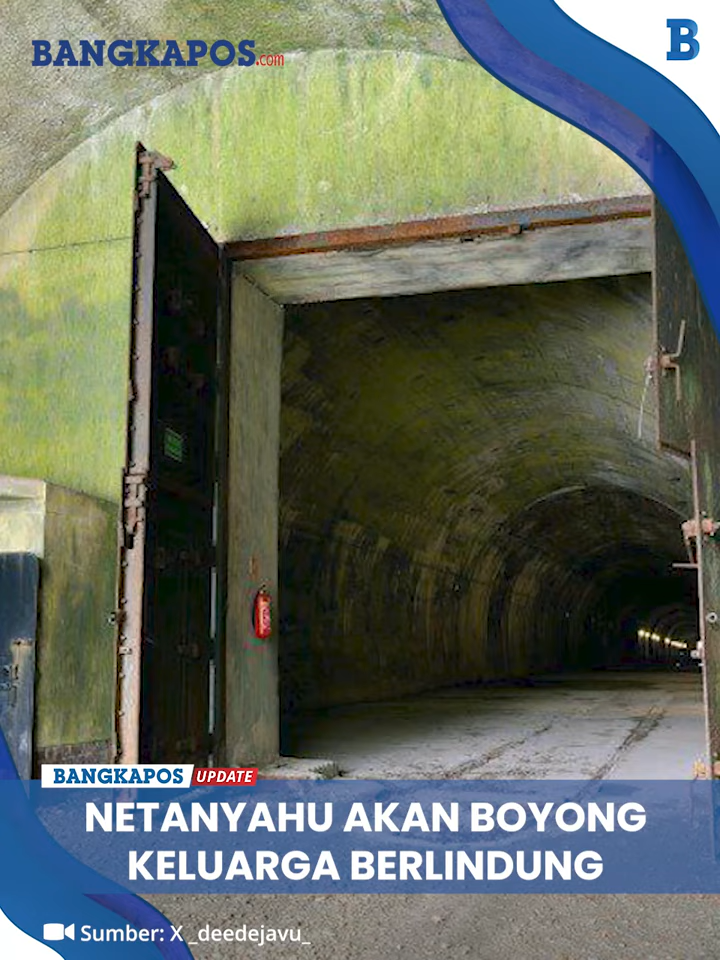 BANGKAPOS.com
B
BANGKAPOS UPDATE
NETANYAHU AKAN BOYONG
KELUARGA BERLINDUNG
Sumber: X _deedejavu_